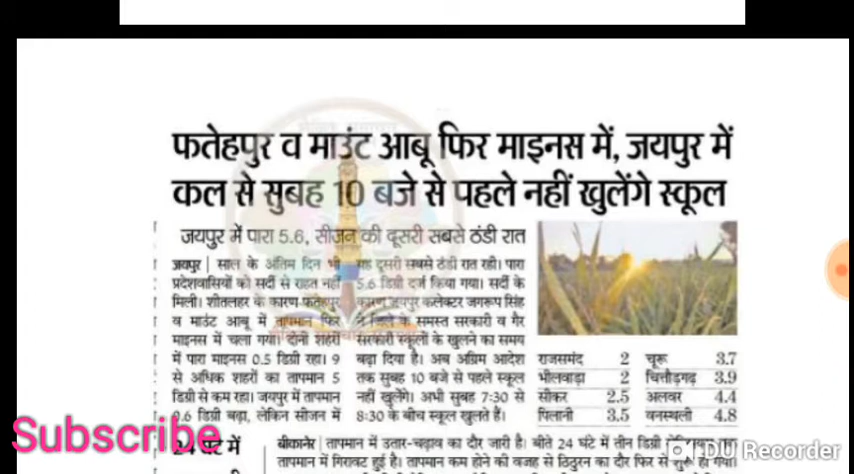 फतेहपुर व माउंट आबू फिर माइनस में, जयपुर में
कल से सुबह 10 बजे से पहले नहीं खुलेंगे स्कूल
जयपुर में पारा 5.6, सीजन की दूसरी सबसे ठंडी रात
जयपुर | साल के अंतिम दिन भी
प्रदेशवासियों को सर्दी से राहत नहीं
मिली। शीतलहर के कारण फतेहपुर
व माउंट आबू में तापमान फिर
माइनस में चला गया। दोनों शहरों
में पारा माइनस 0.5 डिग्री रहा। 9
से अधिक शहरों का तापमान 5
डिग्री से कम रहा। जयपुर में तापमान
0.6 डिग्री बढ़ा, लेकिन सीजन में
यह दूसरी सबसे ठंडी रात रही। पारा
5.6 डिग्री दर्ज किया गया। सर्दी के
कारण जयपुर कलेक्टर जगरूप सिंह
ने जिले के समस्त सरकारी व गैर
सरकारी स्कूलों के खुलने का समय
बढ़ा दिया है। अब अग्रिम आदेश
तक सुबह 10 बजे से पहले स्कूल
नहीं खुलेंगे। अभी सुबह 7:30 से
8:30 के बीच स्कूल खुलते हैं।
राजसमंद 2 चूरू 3.7
भीलवाड़ा 2 चित्तौड़गढ़ 3.9
सीकर 2.5 अलवर 4.4
पिलानी 3.5 वनस्थली 4.8
Subscribe
24 घंटे में
बीकानेर | तापमान में उतार-चढ़ाव का दौर जारी है। बीते 24 घंटे में तीन डिग्री
तापमान में गिरावट हुई है। तापमान कम होने की वजह से ठिठुरन का दौर फिर से शुरू हो गया।
DU Recorder